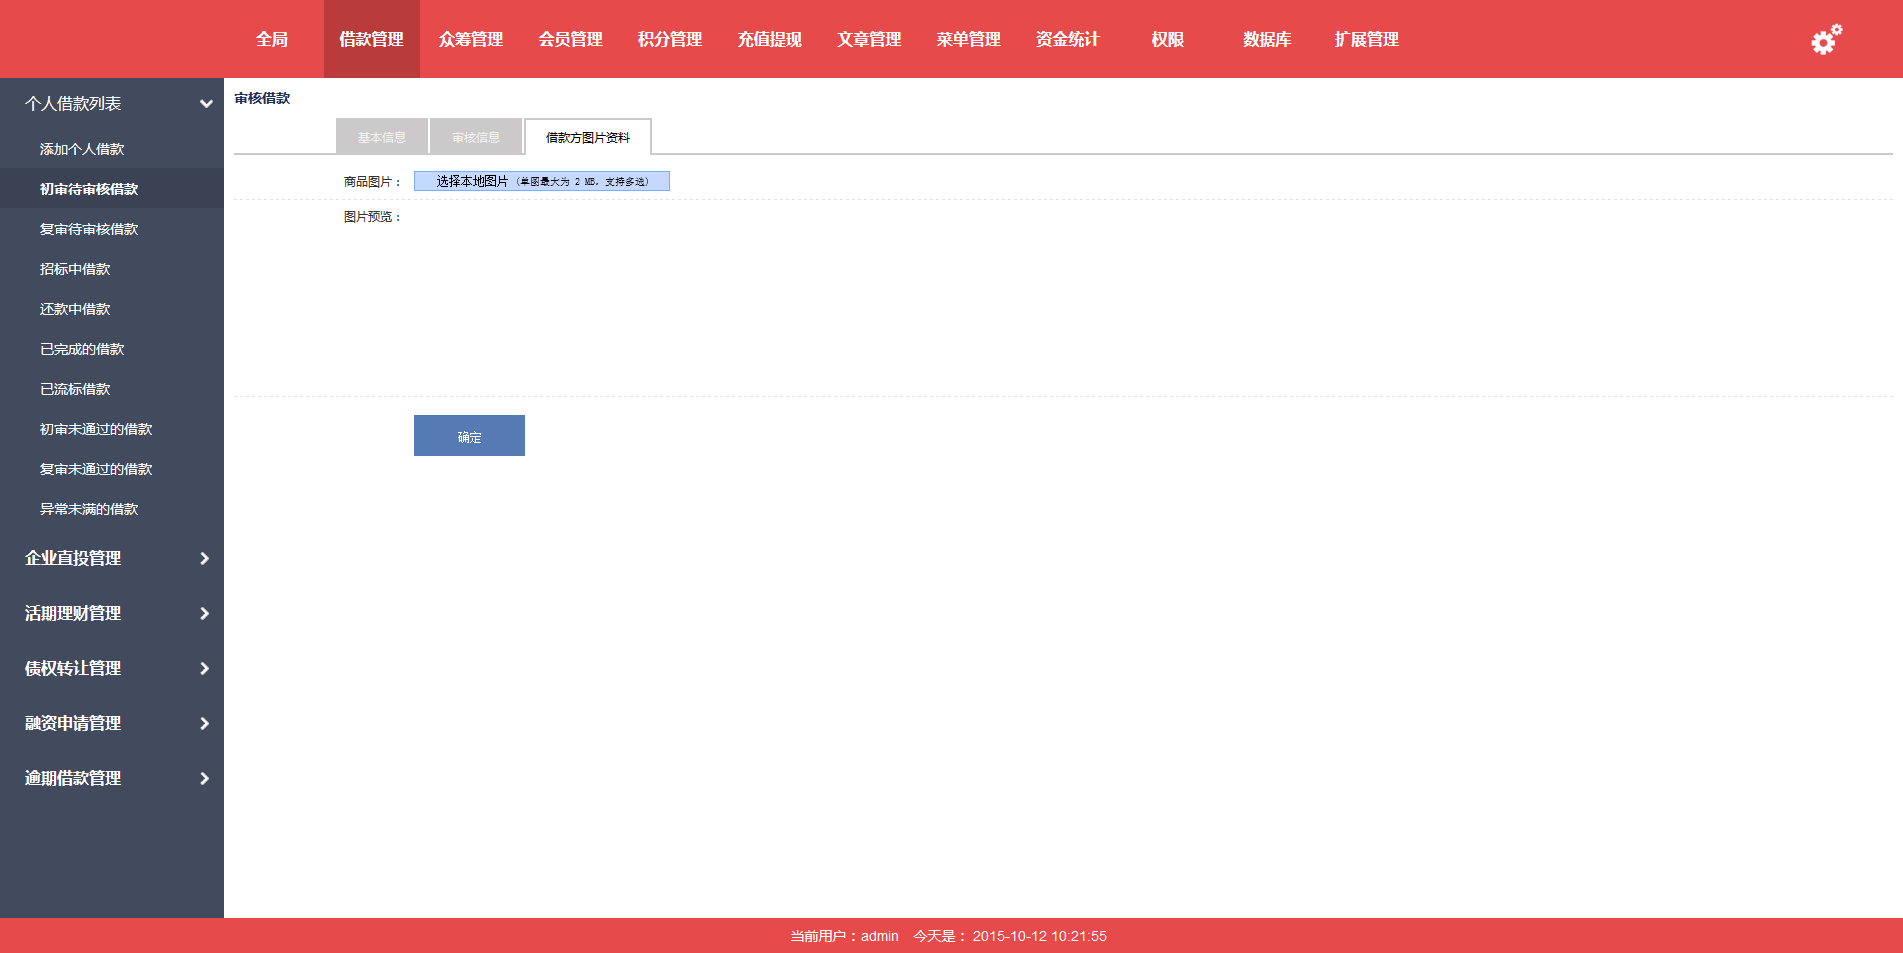 全局 借款管理 众筹管理 会员管理 积分管理 充值提现 文章管理 菜单管理 资金统计 权限 数据库 扩展管理
个人借款列表
添加个人借款
初审待审核借款
复审待审核借款
招标中借款
还款中借款
已完成的借款
已流标借款
初审未通过的借款
复审未通过的借款
异常未满的借款
企业直投管理
活期理财管理
债权转让管理
融资申请管理
逾期借款管理
审核借款
基本信息 审核信息 借款方图片资料
商品图片： 选择本地图片（单图最大为 2 MB，支持多选）
图片预览：
确定
当前用户：admin 今天是： 2015-10-12 10:21:55